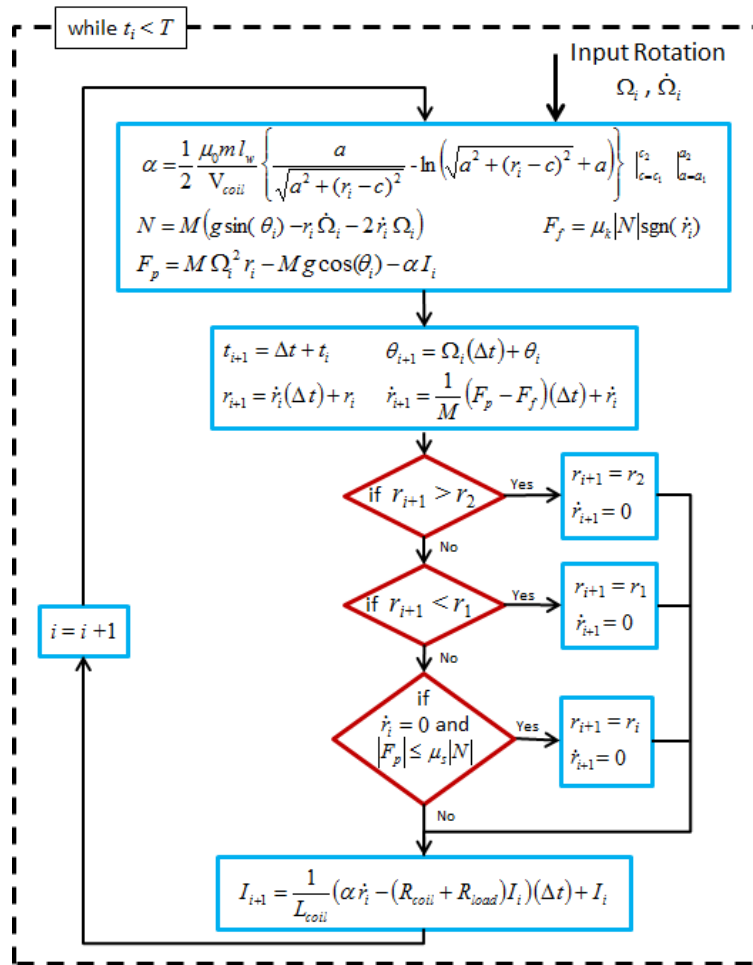 while t_i < T
Input Rotation
Ω_i , Ω̇_i
α = 1/2 μ_0 m l_w / V_coil { a / √(a² + (r_i - c)²) - ln(√(a² + (r_i - c)²) + a) } |_{c=c_1}^{c_2} |_{a=a_1}^{a_2}
N = M(g sin( θ_i) - r_i Ω̇_i - 2ṙ_i Ω_i) F_f = μ_k|N|sgn( ṙ_i)
F_p = M Ω_i² r_i - M g cos(θ_i) - α I_i
t_{i+1} = Δt + t_i θ_{i+1} = Ω_i(Δt) + θ_i
r_{i+1} = ṙ_i(Δt) + r_i ṙ_{i+1} = 1/M (F_p - F_f)(Δt) + ṙ_i
if r_{i+1} > r_2
Yes
r_{i+1} = r_2
ṙ_{i+1} = 0
No
if r_{i+1} < r_1
Yes
r_{i+1} = r_1
ṙ_{i+1} = 0
i = i +1
No
if
ṙ_i = 0 and
|F_p| ≤ μ_s|N|
Yes
r_{i+1} = r_i
ṙ_{i+1} = 0
No
I_{i+1} = 1/L_coil (α ṙ_i - (R_coil + R_load)I_i)(Δt) + I_i